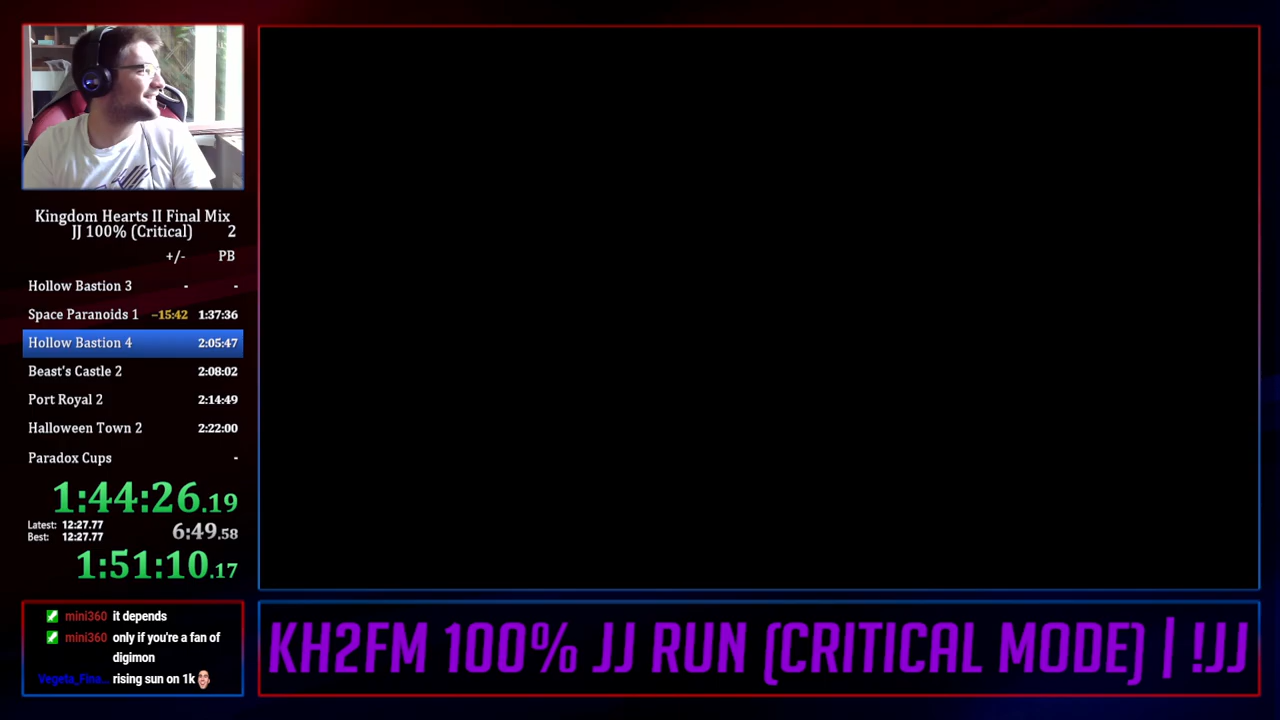 Kingdom Hearts II Final Mix
JJ 100% (Critical) 2
+/- PB
Hollow Bastion 3 - -
Space Paranoids 1 −15:42 1:37:36
Hollow Bastion 4 2:05:47
Beast's Castle 2 2:08:02
Port Royal 2 2:14:49
Halloween Town 2 2:22:00
Paradox Cups -
1:44:26.19
Latest: 12:27.77
Best: 12:27.77
6:49.58
1:51:10.17
mini360 it depends
mini360 only if you're a fan of
digimon
Vegeta_Fina... rising sun on 1k
KH2FM 100% JJ RUN (CRITICAL MODE) | !JJ